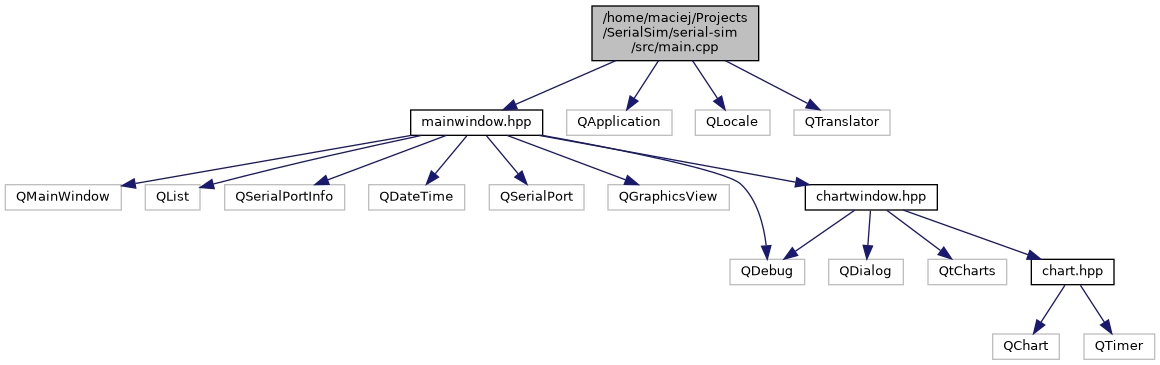 /home/maciej/Projects
/SerialSim/serial-sim
/src/main.cpp
mainwindow.hpp
QApplication
QLocale
QTranslator
QMainWindow
QList
QSerialPortInfo
QDateTime
QSerialPort
QGraphicsView
chartwindow.hpp
QDebug
QDialog
QtCharts
chart.hpp
QChart
QTimer